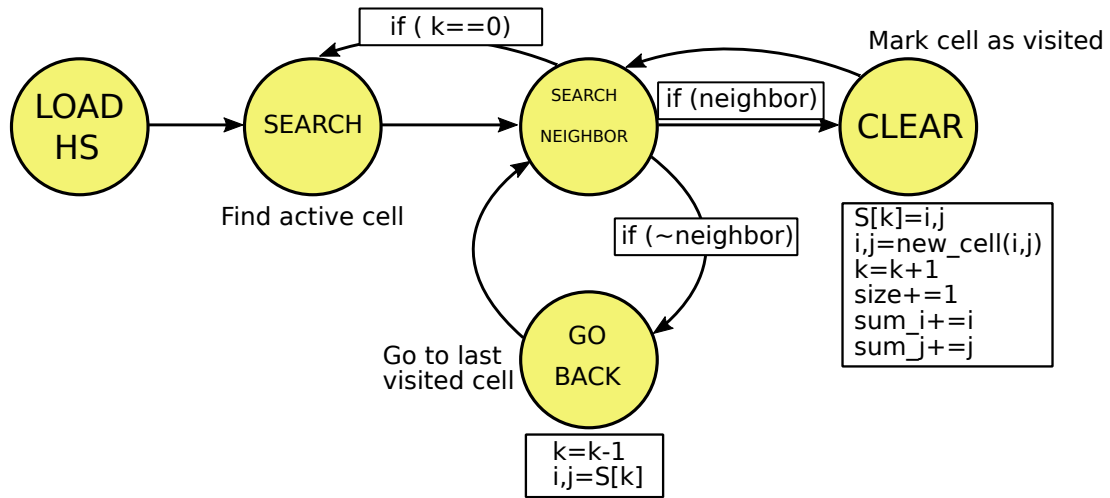 if ( k==0)
Mark cell as visited
LOAD
HS
SEARCH
SEARCH
NEIGHBOR
if (neighbor)
CLEAR
Find active cell
if (~neighbor)
S[k]=i,j
i,j=new_cell(i,j)
k=k+1
size+=1
sum_i+=i
sum_j+=j
Go to last
visited cell
GO
BACK
k=k-1
i,j=S[k]